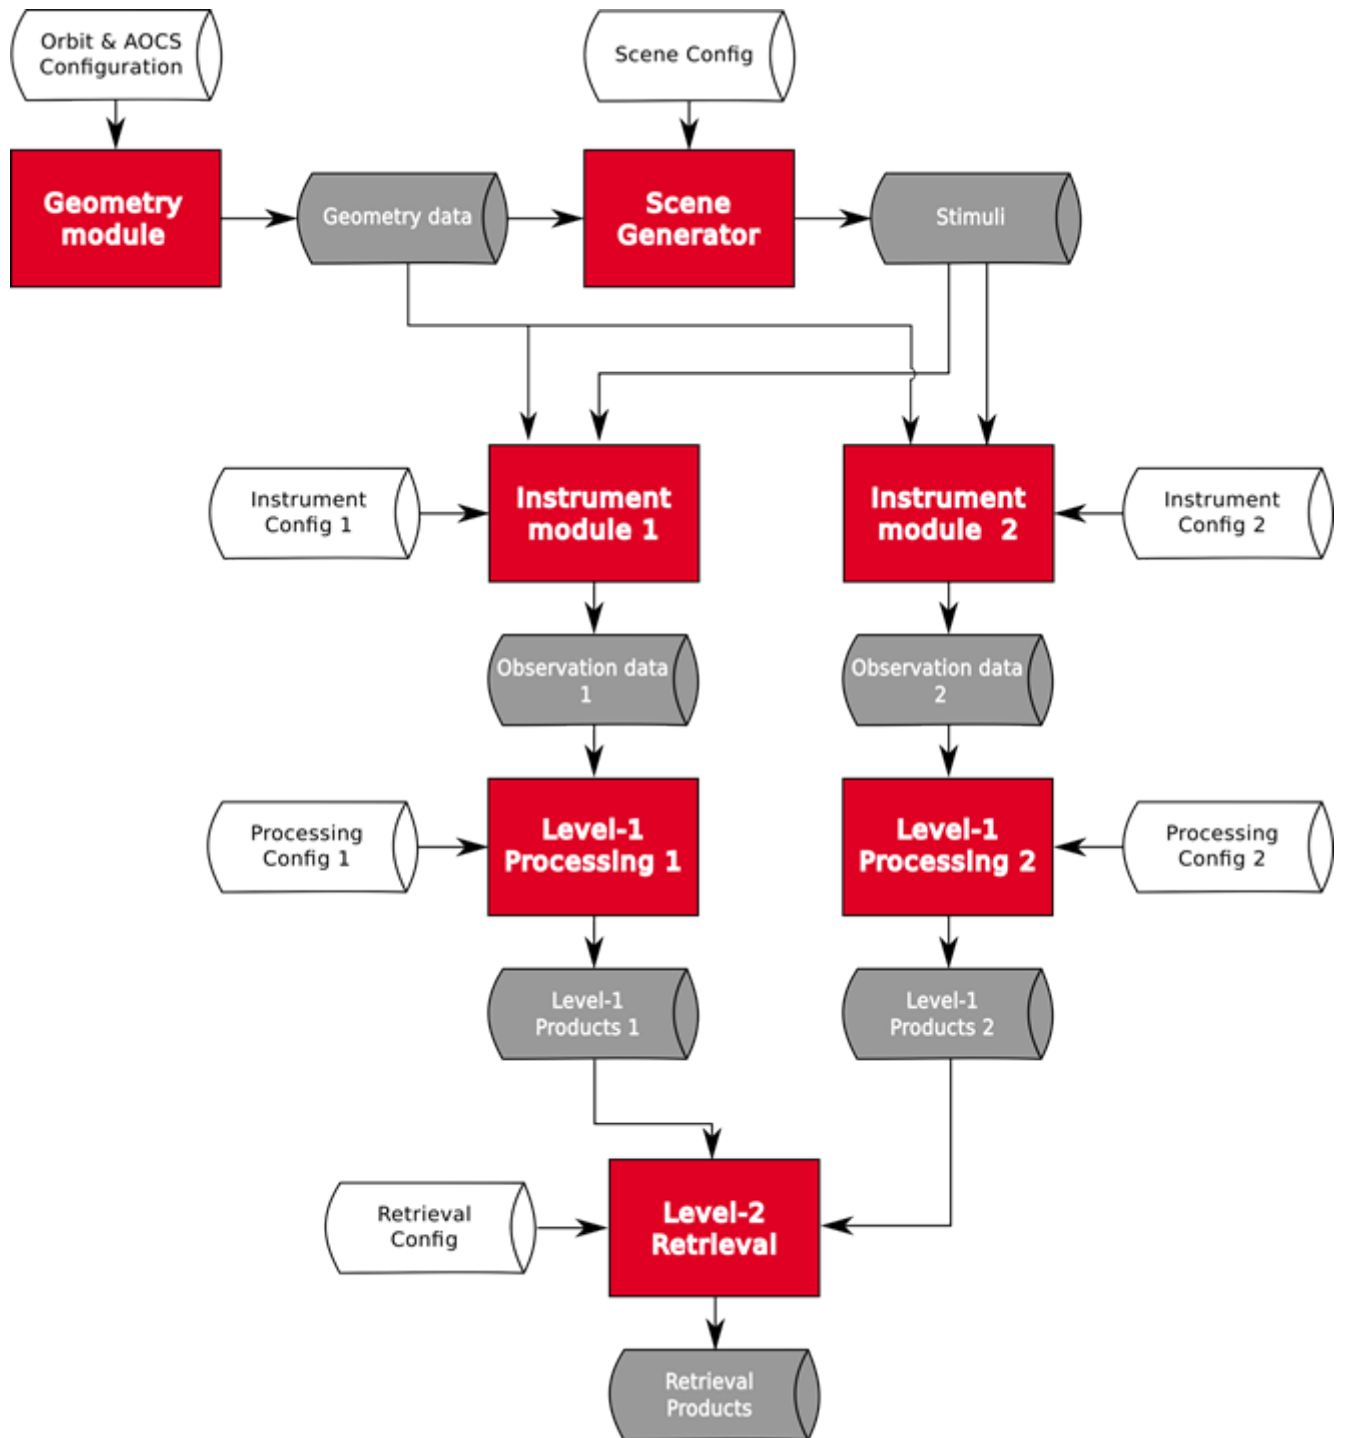 Orbit & AOCS
Configuration
Scene Config
Geometry
module
Geometry data
Scene
Generator
Stimuli
Instrument
Config 1
Instrument
module 1
Instrument
module 2
Instrument
Config 2
Observation data
1
Observation data
2
Processing
Config 1
Level-1
Processing 1
Level-1
Processing 2
Processing
Config 2
Level-1
Products 1
Level-1
Products 2
Retrieval
Config
Level-2
Retrieval
Retrieval
Products